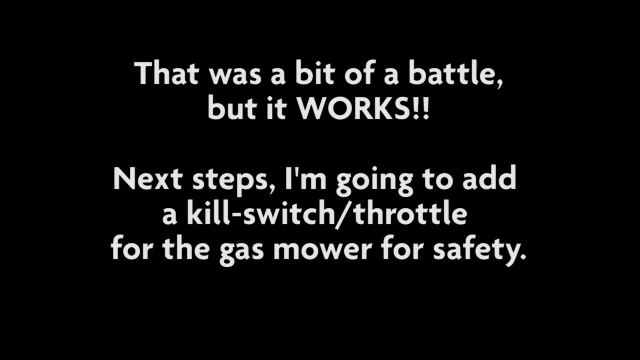 That was a bit of a battle,
but it WORKS!!
Next steps, I'm going to add
a kill-switch/throttle
for the gas mower for safety.